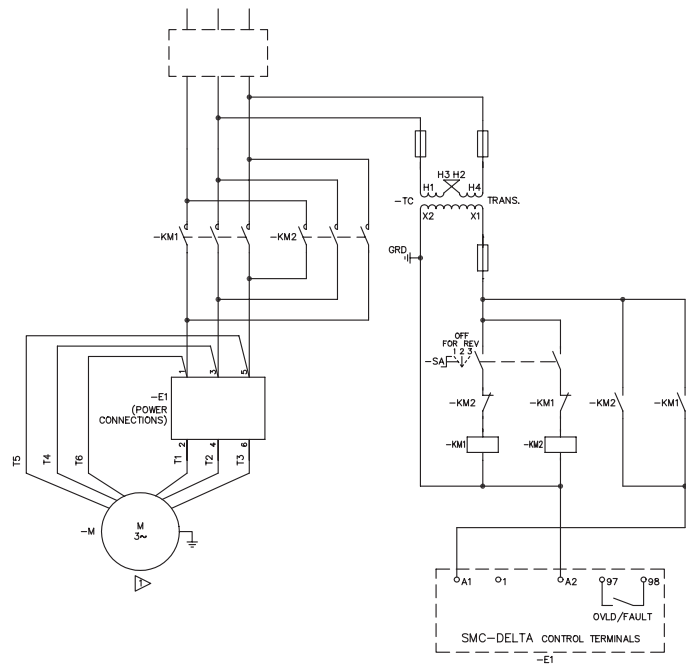 H3 H2
H1 H4
-TC TRANS.
X2 X1
-KM1 -KM2
GRD
OFF
FOR REV
1 2 3
-SA
1 3 5
-E1
(POWER
CONNECTIONS)
2 4 6
-KM2 -KM1 -KM2 -KM1
-KM1 -KM2
T5 T4 T6 T1 T2 T3
M
3~
-M
1
A1 1 A2 97 98
OVLD/FAULT
SMC-DELTA CONTROL TERMINALS
-E1